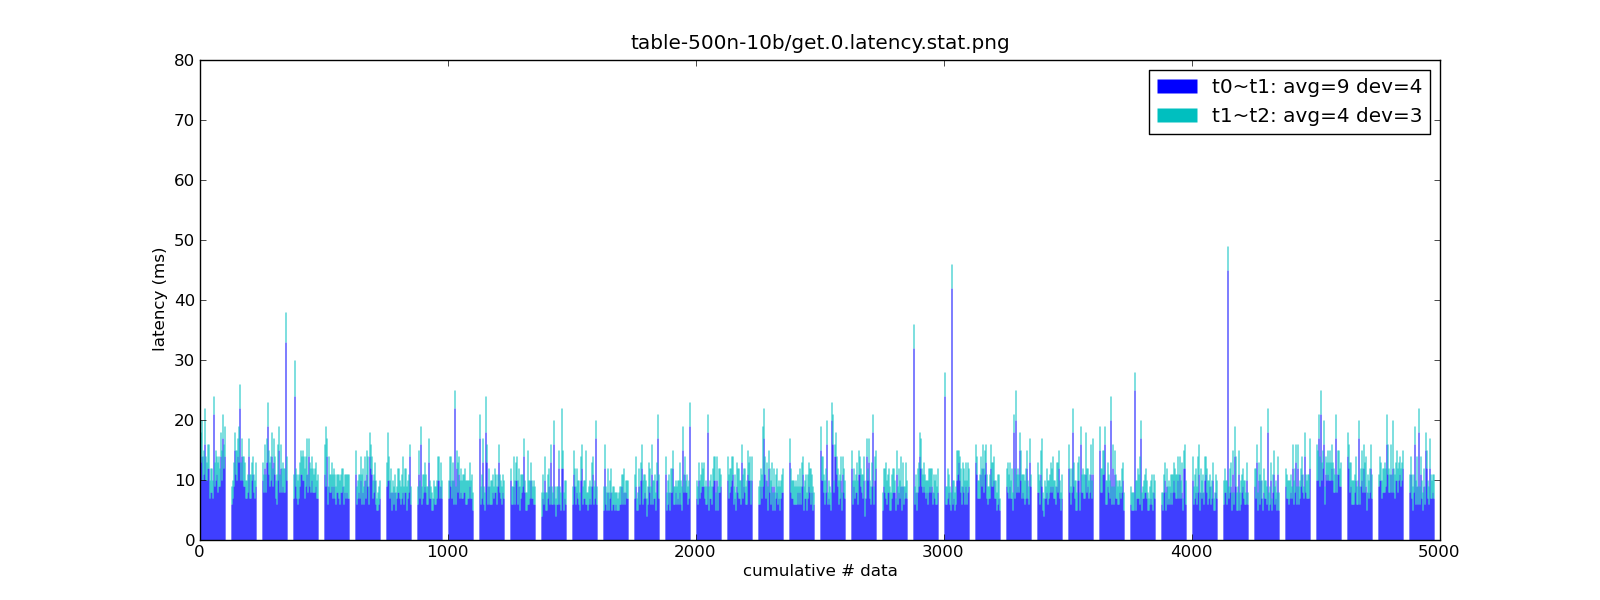 table-500n-10b/get.0.latency.stat.png
80
70
60
50
40
30
20
10
0
latency (ms)
t0~t1: avg=9 dev=4
t1~t2: avg=4 dev=3
0 1000 2000 3000 4000 5000
cumulative # data